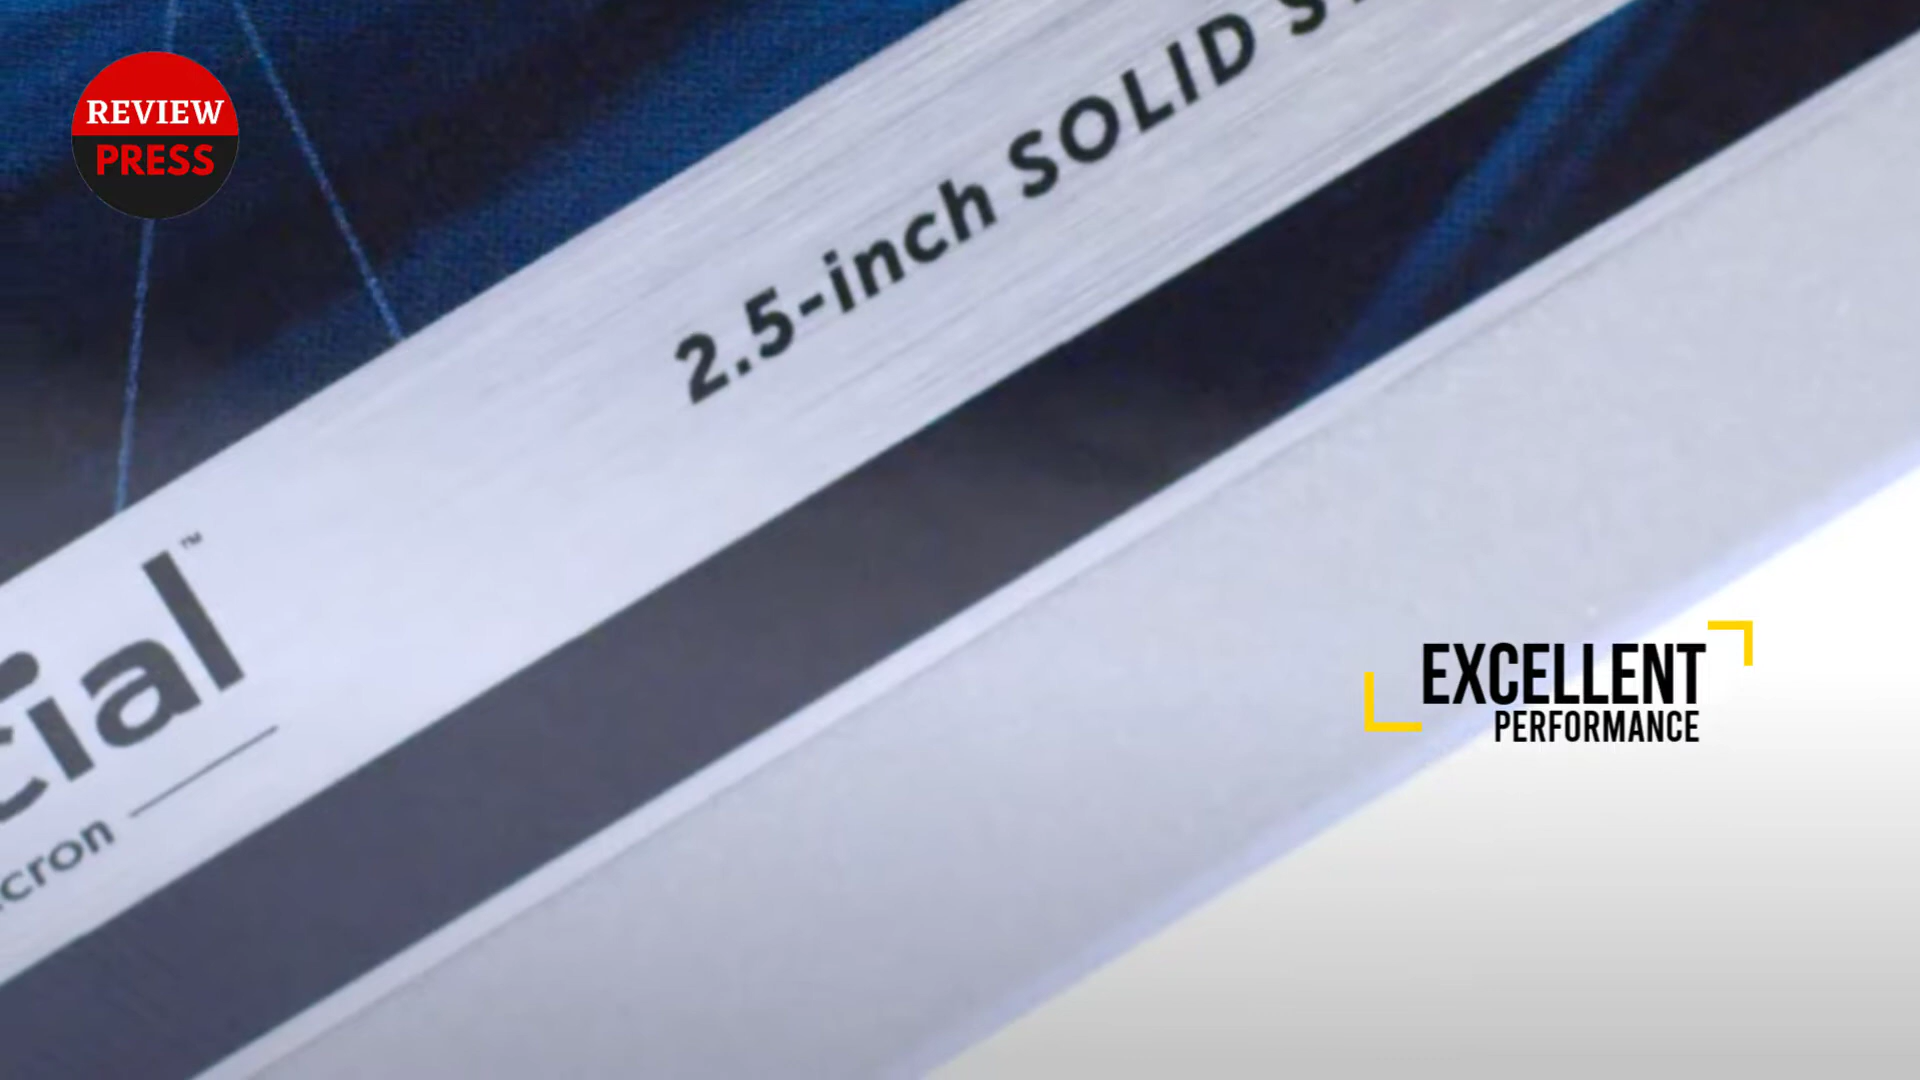 REVIEW
PRESS
2.5-inch SOLID S
cial™
cron
EXCELLENT
PERFORMANCE